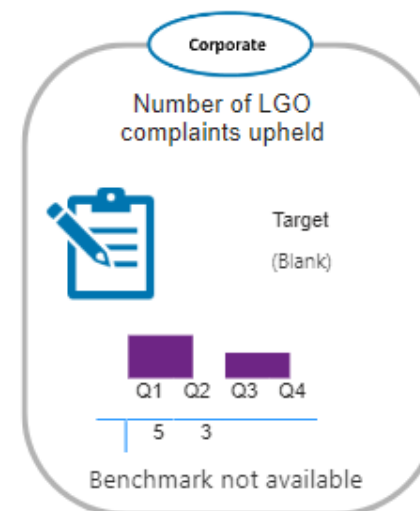 Corporate
Number of LGO
complaints upheld
Target
(Blank)
Q1 Q2 Q3 Q4
5 3
Benchmark not available